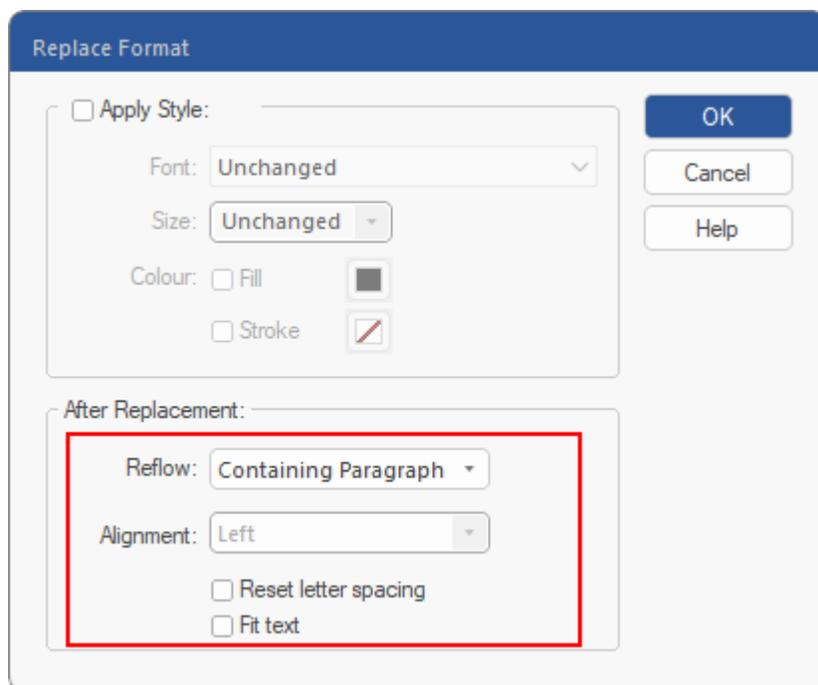 Replace Format
Apply Style:
OK
Font: Unchanged
Cancel
Size: Unchanged
Help
Colour: Fill
Stroke
After Replacement:
Reflow: Containing Paragraph
Alignment: Left
Reset letter spacing
Fit text